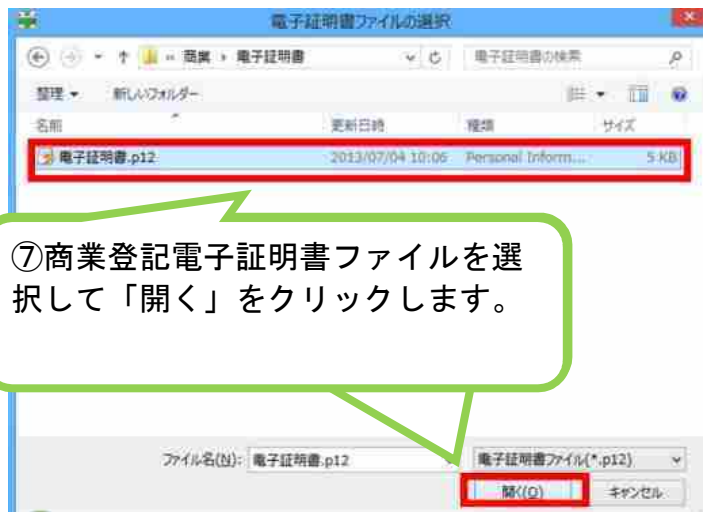 電子証明書ファイルの選択
« 商業 › 電子証明書
電子証明書の検索
整理 新しいフォルダー
名前 更新日時 種類 サイズ
電子証明書.p12 2013/07/04 10:06 Personal Inform... 5 KB
⑦商業登記電子証明書ファイルを選
択して「開く」をクリックします。
ファイル名(N): 電子証明書.p12 電子証明書ファイル(*.p12)
開く(O) キャンセル